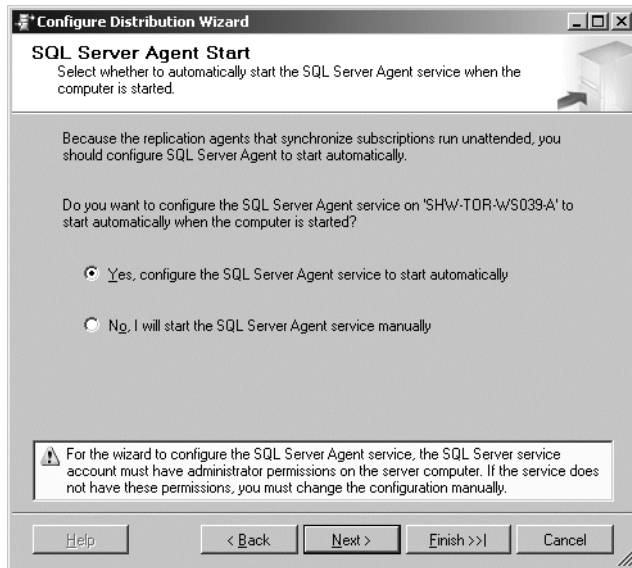 Configure Distribution Wizard
SQL Server Agent Start
Select whether to automatically start the SQL Server Agent service when the
computer is started.
Because the replication agents that synchronize subscriptions run unattended, you
should configure SQL Server Agent to start automatically.
Do you want to configure the SQL Server Agent service on 'SHW-TOR-WS039-A' to
start automatically when the computer is started?
Yes, configure the SQL Server Agent service to start automatically
No, I will start the SQL Server Agent service manually
For the wizard to configure the SQL Server Agent service, the SQL Server service
account must have administrator permissions on the server computer. If the service does
not have these permissions, you must change the configuration manually.
Help < Back Next > Finish >>| Cancel